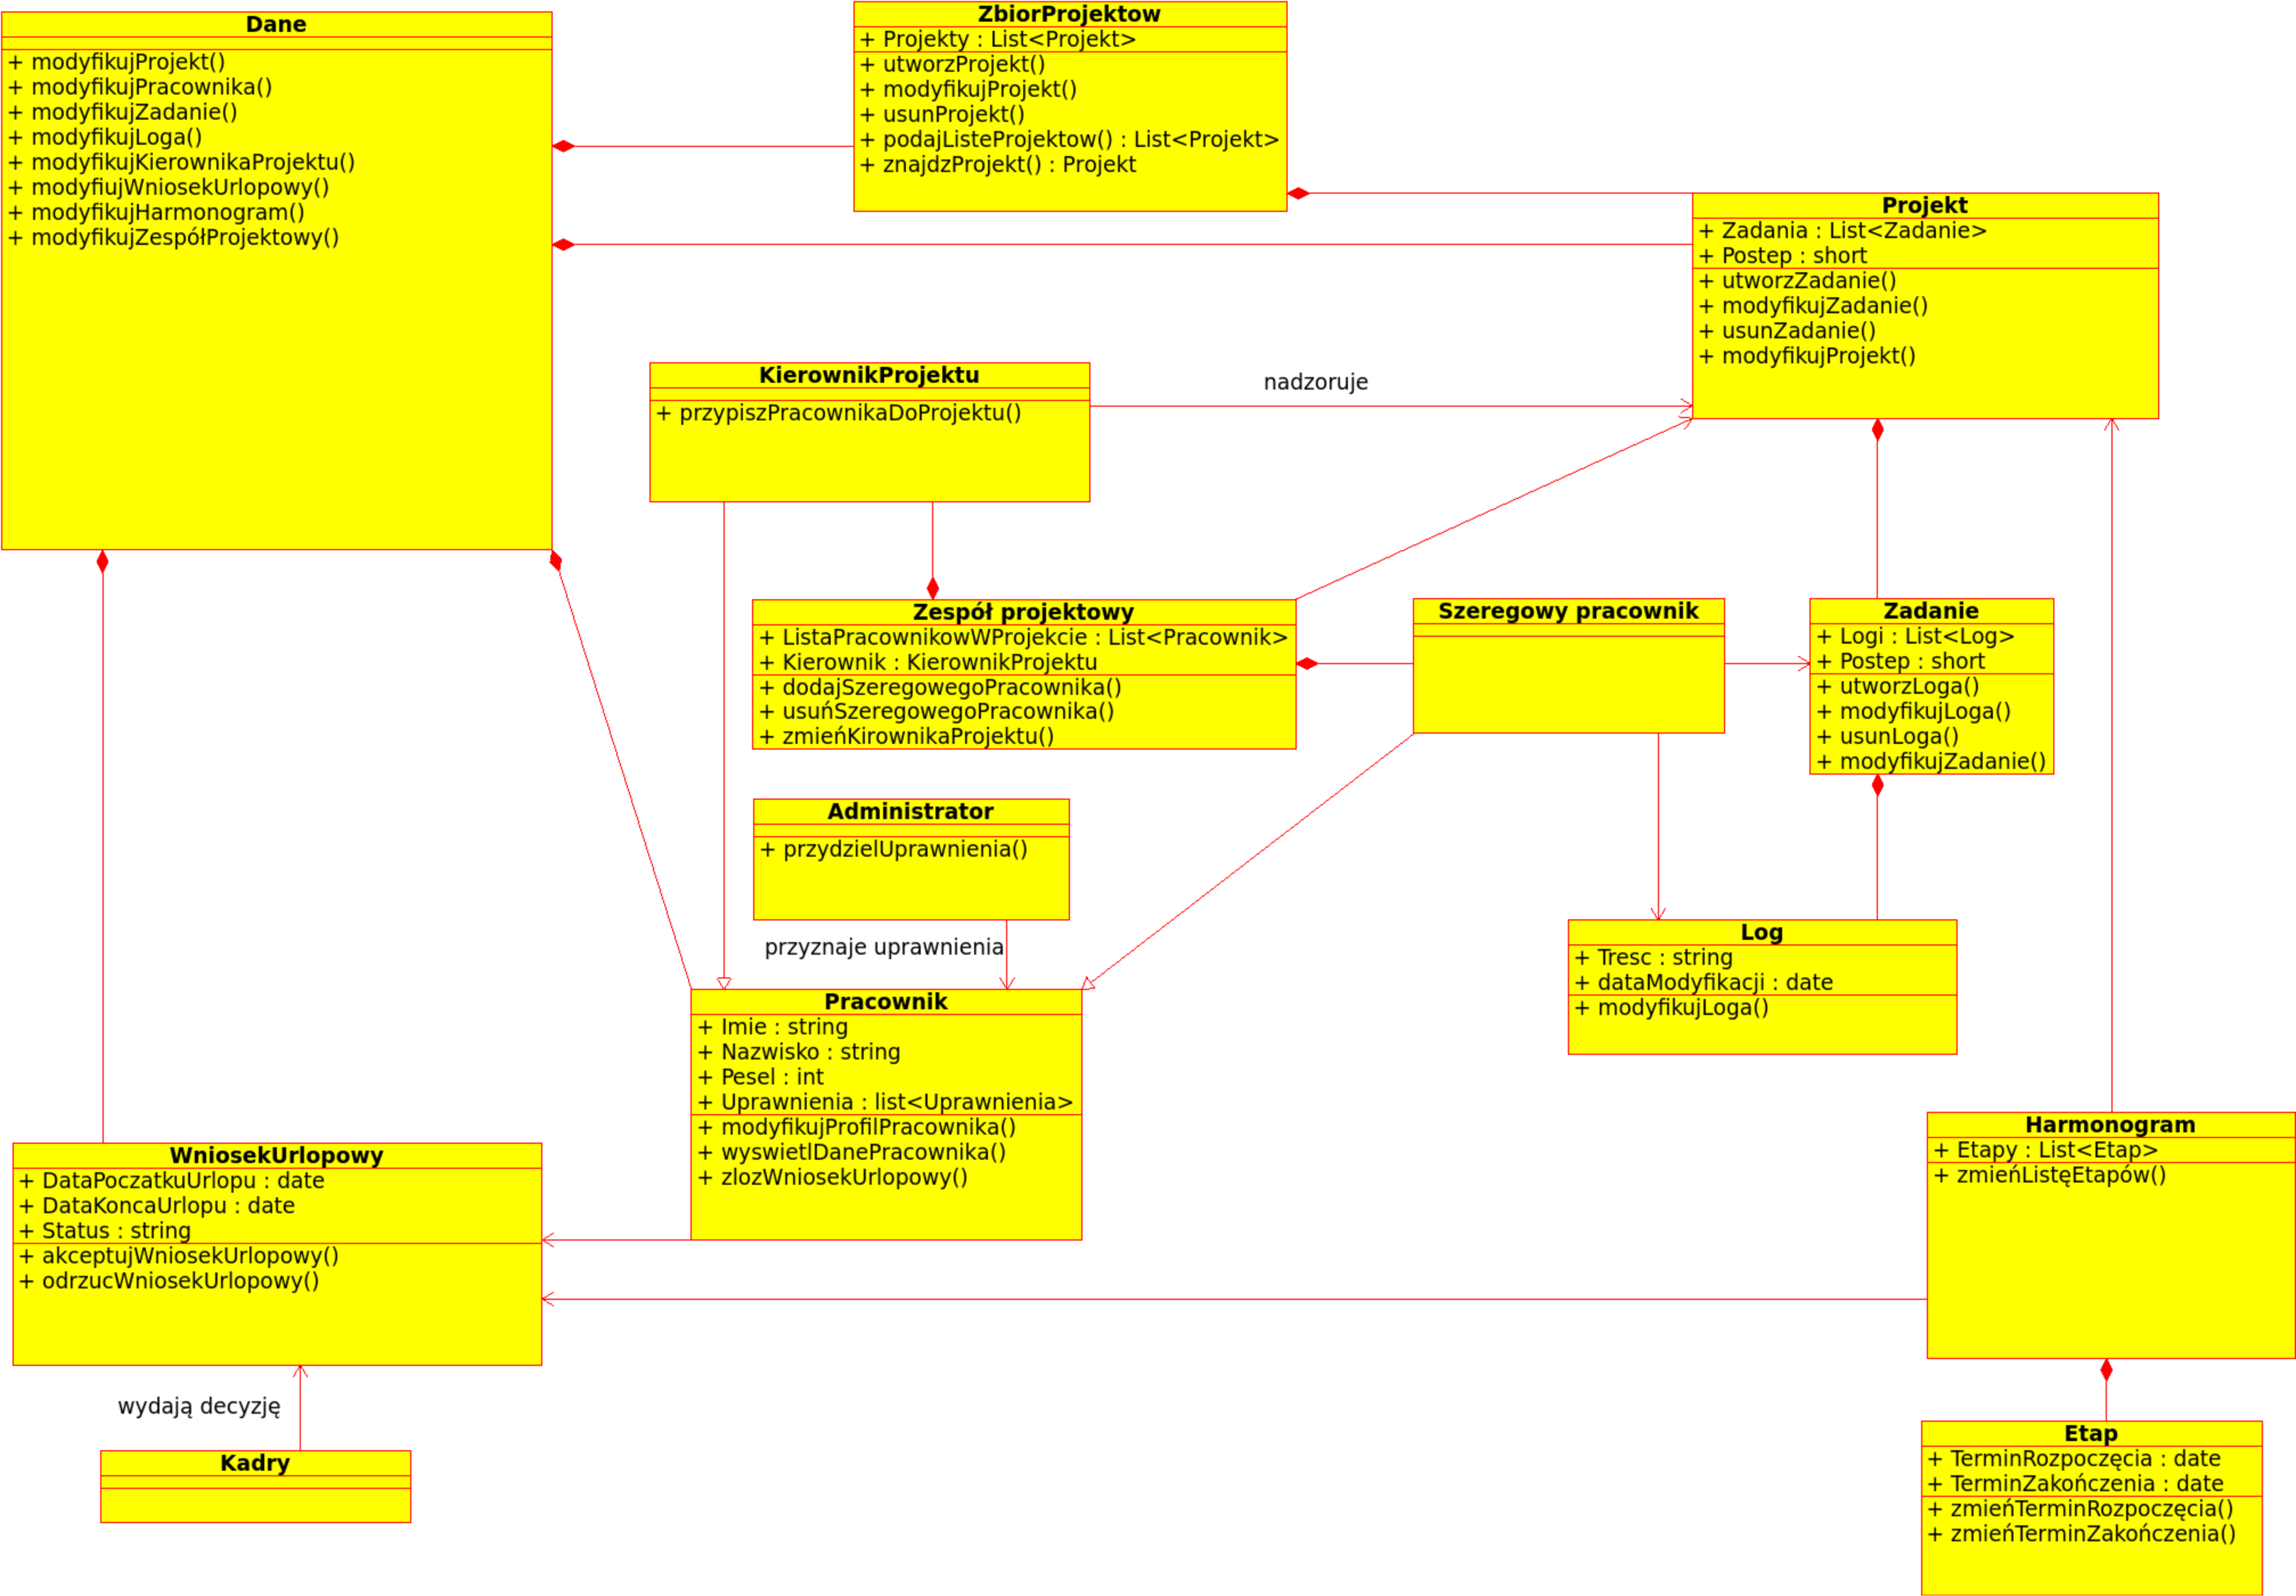 Dane
+ modyfikujProjekt()
+ modyfikujPracownika()
+ modyfikujZadanie()
+ modyfikujLoga()
+ modyfikujKierownikaProjektu()
+ modyfiujWniosekUrlopowy()
+ modyfikujHarmonogram()
+ modyfikujZespółProjektowy()
ZbiorProjektow
+ Projekty : List<Projekt>
+ utworzProjekt()
+ modyfikujProjekt()
+ usunProjekt()
+ podajListeProjektow() : List<Projekt>
+ znajdzProjekt() : Projekt
Projekt
+ Zadania : List<Zadanie>
+ Postep : short
+ utworzZadanie()
+ modyfikujZadanie()
+ usunZadanie()
+ modyfikujProjekt()
KierownikProjektu
+ przypiszPracownikaDoProjektu()
nadzoruje
Zespół projektowy
+ ListaPracownikowWProjekcie : List<Pracownik>
+ Kierownik : KierownikProjektu
+ dodajSzeregowegoPracownika()
+ usuńSzeregowegoPracownika()
+ zmieńKirownikaProjektu()
Szeregowy pracownik
Zadanie
+ Logi : List<Log>
+ Postep : short
+ utworzLoga()
+ modyfikujLoga()
+ usunLoga()
+ modyfikujZadanie()
Administrator
+ przydzielUprawnienia()
przyznaje uprawnienia
Log
+ Tresc : string
+ dataModyfikacji : date
+ modyfikujLoga()
Pracownik
+ Imie : string
+ Nazwisko : string
+ Pesel : int
+ Uprawnienia : list<Uprawnienia>
+ modyfikujProfilPracownika()
+ wyswietlDanePracownika()
+ zlozWniosekUrlopowy()
WniosekUrlopowy
+ DataPoczatkuUrlopu : date
+ DataKoncaUrlopu : date
+ Status : string
+ akceptujWniosekUrlopowy()
+ odrzucWniosekUrlopowy()
Harmonogram
+ Etapy : List<Etap>
+ zmieńListęEtapów()
wydają decyzję
Kadry
Etap
+ TerminRozpoczęcia : date
+ TerminZakończenia : date
+ zmieńTerminRozpoczęcia()
+ zmieńTerminZakończenia()